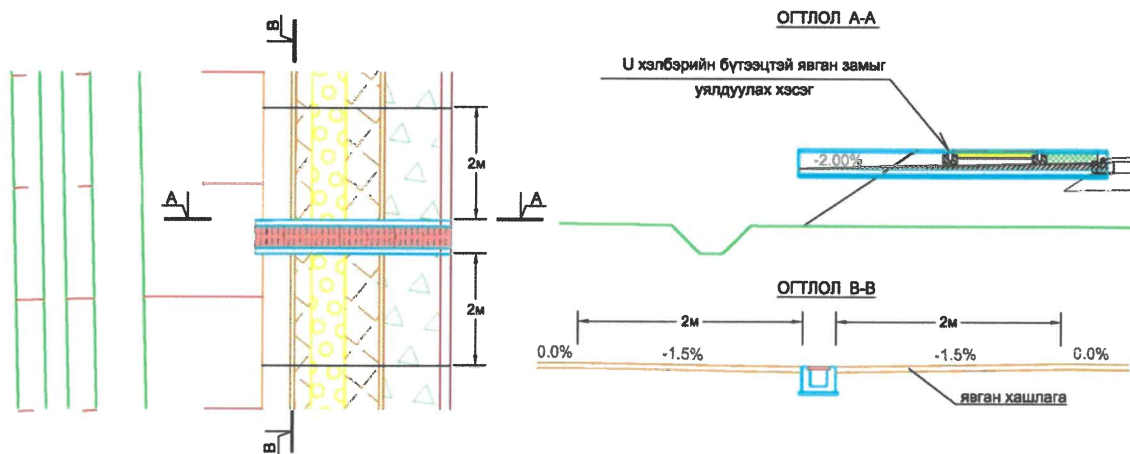 В
А
А
2м
2м
В
ОГТЛОЛ А-А
U хэлбэрийн бүтээцтэй явган замыг
уялдуулах хэсэг
-2.00%
ОГТЛОЛ В-В
2м
2м
0.0%
-1.5%
-1.5%
0.0%
явган хашлага